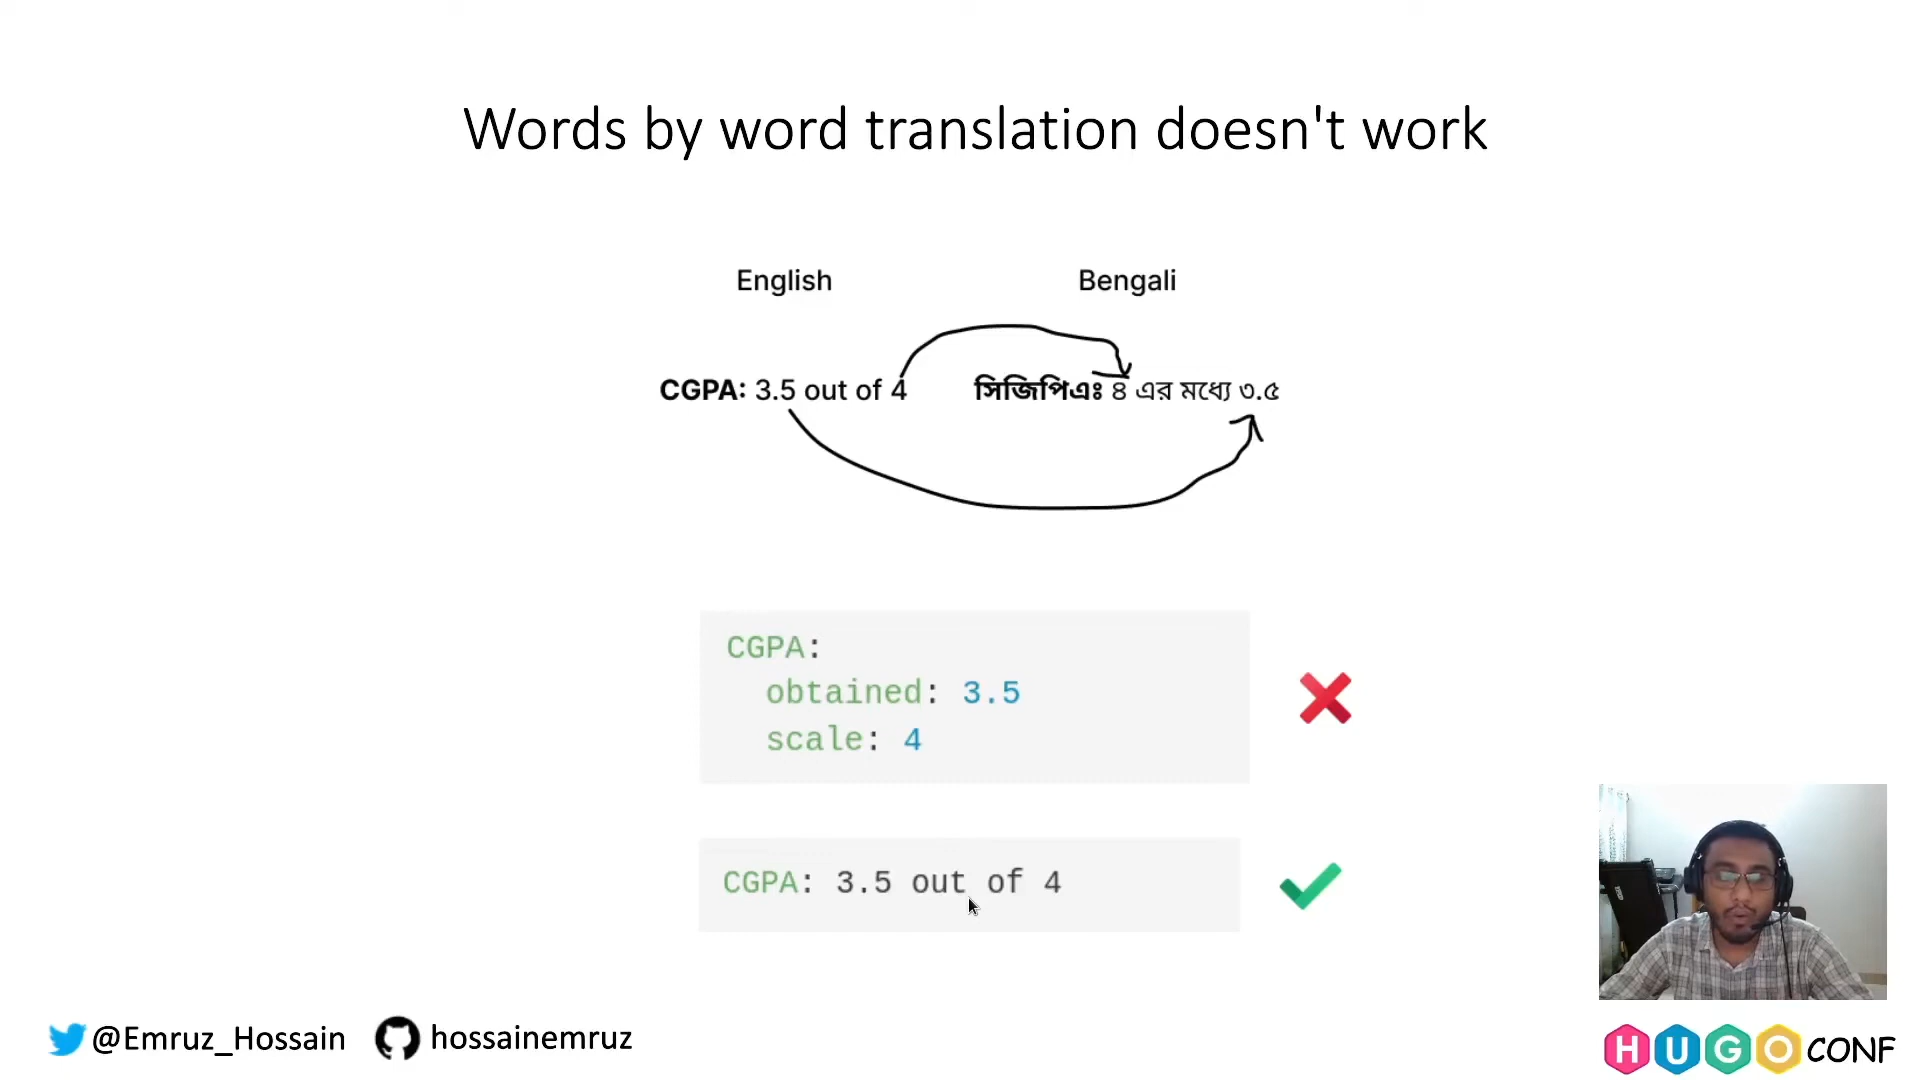 Words by word translation doesn't work
English
Bengali
CGPA: 3.5 out of 4
সিজিপিএঃ ৪ এর মধ্যে ৩.৫
CGPA:
obtained: 3.5
scale: 4
CGPA: 3.5 out of 4
@Emruz_Hossain
hossainemruz
HUGO CONF